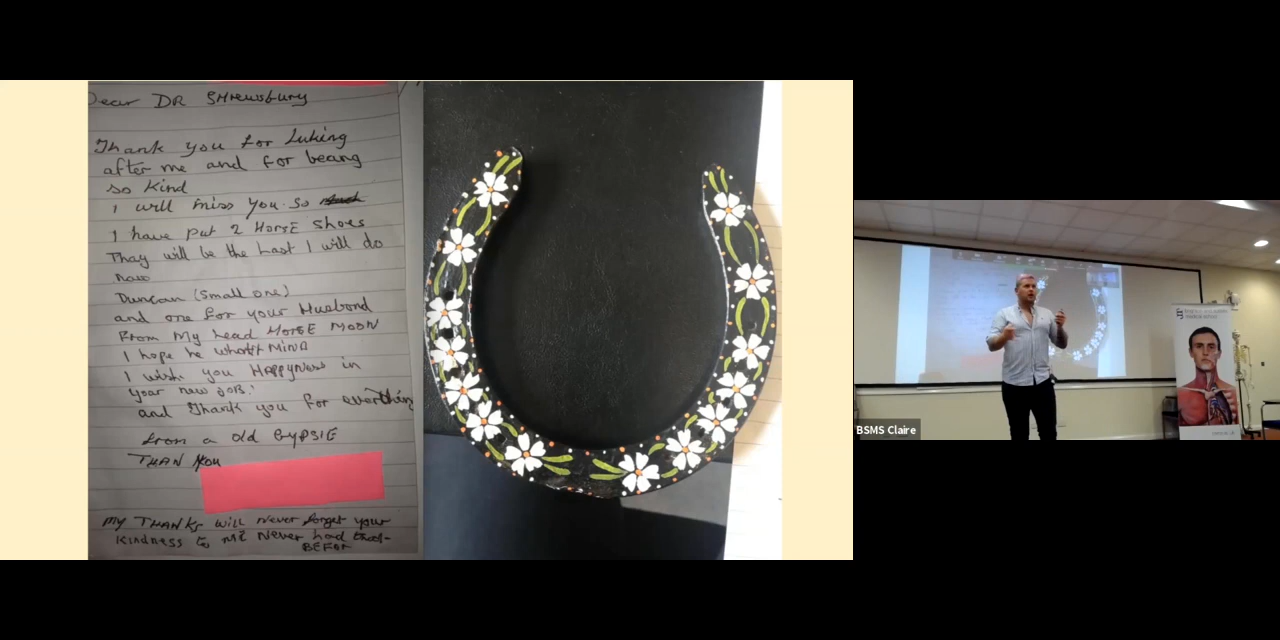 Dear DR Shrewsbury
Thank you for Luking
after me and for beang
so kind
I will miss you so
I have put 2 HorsE Shoes
Thay will be the Last I will do
now
Duncan (small one)
and one for your Husband
From My head HorsE MOON
I hope he whont MIND
I wish you HAppyNess in
your new JOB!
and Thank you for everthing
from a old GYPSIE
THAN YOU
My THANKs will never forget your
kindness to mE Never had that
BEFOR
BSMS Claire